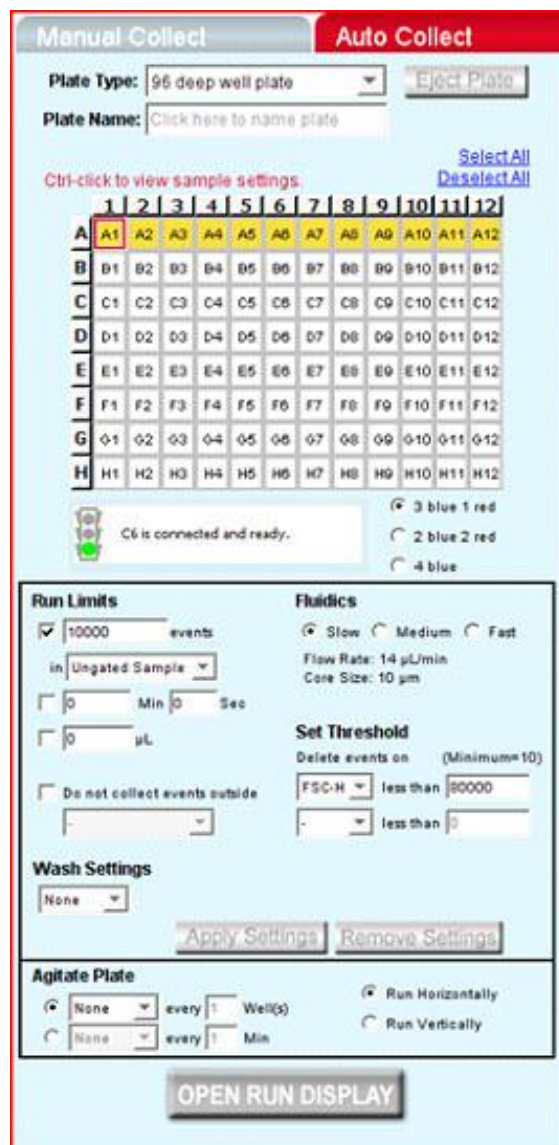 Manual Collect Auto Collect
Plate Type: 96 deep well plate Eject Plate
Plate Name: Click here to name plate
Select All
Ctrl-click to view sample settings. Deselect All
1 2 3 4 5 6 7 8 9 10 11 12
A A1 A2 A3 A4 A5 A6 A7 A8 A9 A10 A11 A12
B B1 B2 B3 B4 B5 B6 B7 B8 B9 B10 B11 B12
C C1 C2 C3 C4 C5 C6 C7 C8 C9 C10 C11 C12
D D1 D2 D3 D4 D5 D6 D7 D8 D9 D10 D11 D12
E E1 E2 E3 E4 E5 E6 E7 E8 E9 E10 E11 E12
F F1 F2 F3 F4 F5 F6 F7 F8 F9 F10 F11 F12
G G1 G2 G3 G4 G5 G6 G7 G8 G9 G10 G11 G12
H H1 H2 H3 H4 H5 H6 H7 H8 H9 H10 H11 H12
3 blue 1 red
C6 is connected and ready. 2 blue 2 red
4 blue
Run Limits Fluidics
10000 events Slow Medium Fast
in Ungated Sample Flow Rate: 14 µL/min
Core Size: 10 µm
0 Min 0 Sec
0 µL Set Threshold
Delete events on (Minimum=10)
Do not collect events outside FSC-H less than 80000
- - less than 0
Wash Settings
None
Apply Settings Remove Settings
Agitate Plate
None every 1 Well(s) Run Horizontally
None every 1 Min Run Vertically
OPEN RUN DISPLAY